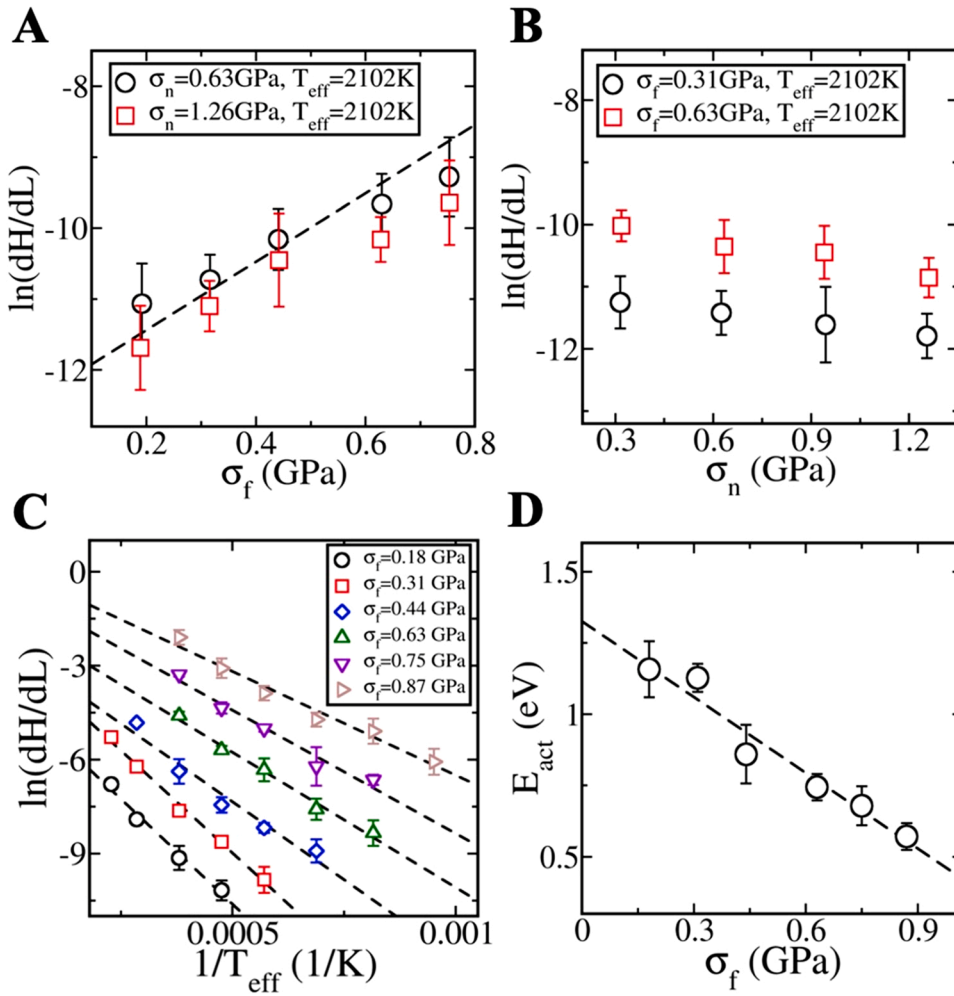 A
σn=0.63GPa, Teff=2102K
σn=1.26GPa, Teff=2102K
ln(dH/dL)
-8
-10
-12
0.2
0.4
0.6
0.8
σf (GPa)
B
σf=0.31GPa, Teff=2102K
σf=0.63GPa, Teff=2102K
ln(dH/dL)
-8
-10
-12
0.3
0.6
0.9
1.2
σn (GPa)
C
σf=0.18 GPa
σf=0.31 GPa
σf=0.44 GPa
σf=0.63 GPa
σf=0.75 GPa
σf=0.87 GPa
ln(dH/dL)
0
-3
-6
-9
0.0005
0.001
1/Teff (1/K)
D
Eact (eV)
1.5
1
0.5
0
0.3
0.6
0.9
σf (GPa)